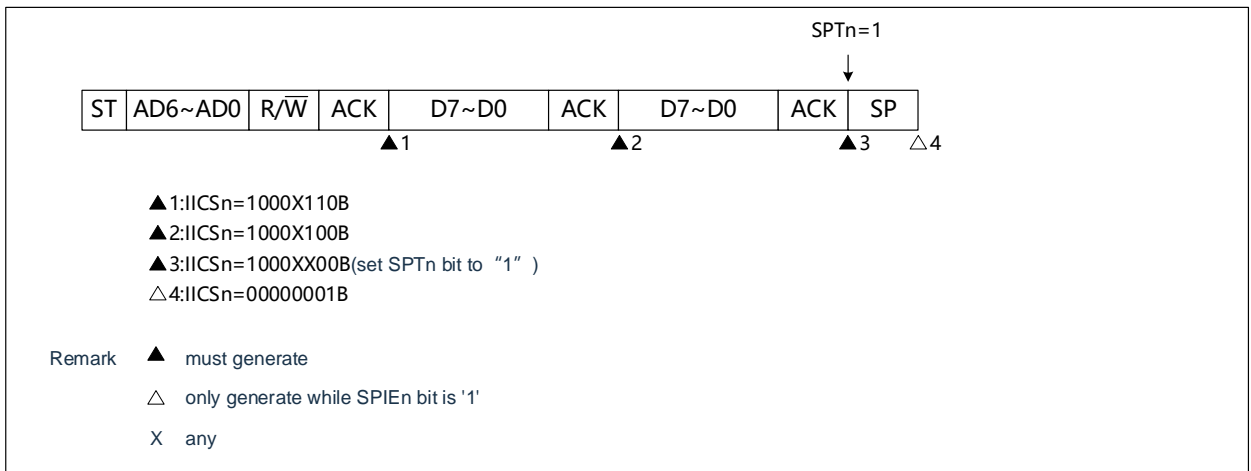 SPTn=1
ST AD6~AD0 R/W̅ ACK D7~D0 ACK D7~D0 ACK SP
▲1 ▲2 ▲3 △4
▲1:IICSn=1000X110B
▲2:IICSn=1000X100B
▲3:IICSn=1000XX00B(set SPTn bit to “1” )
△4:IICSn=00000001B
Remark ▲ must generate
△ only generate while SPIEn bit is '1'
X any